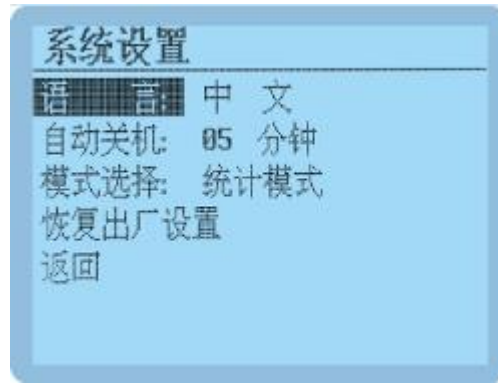 系统设置
语 言: 中 文
自动关机: 05 分钟
模式选择: 统计模式
恢复出厂设置
返回